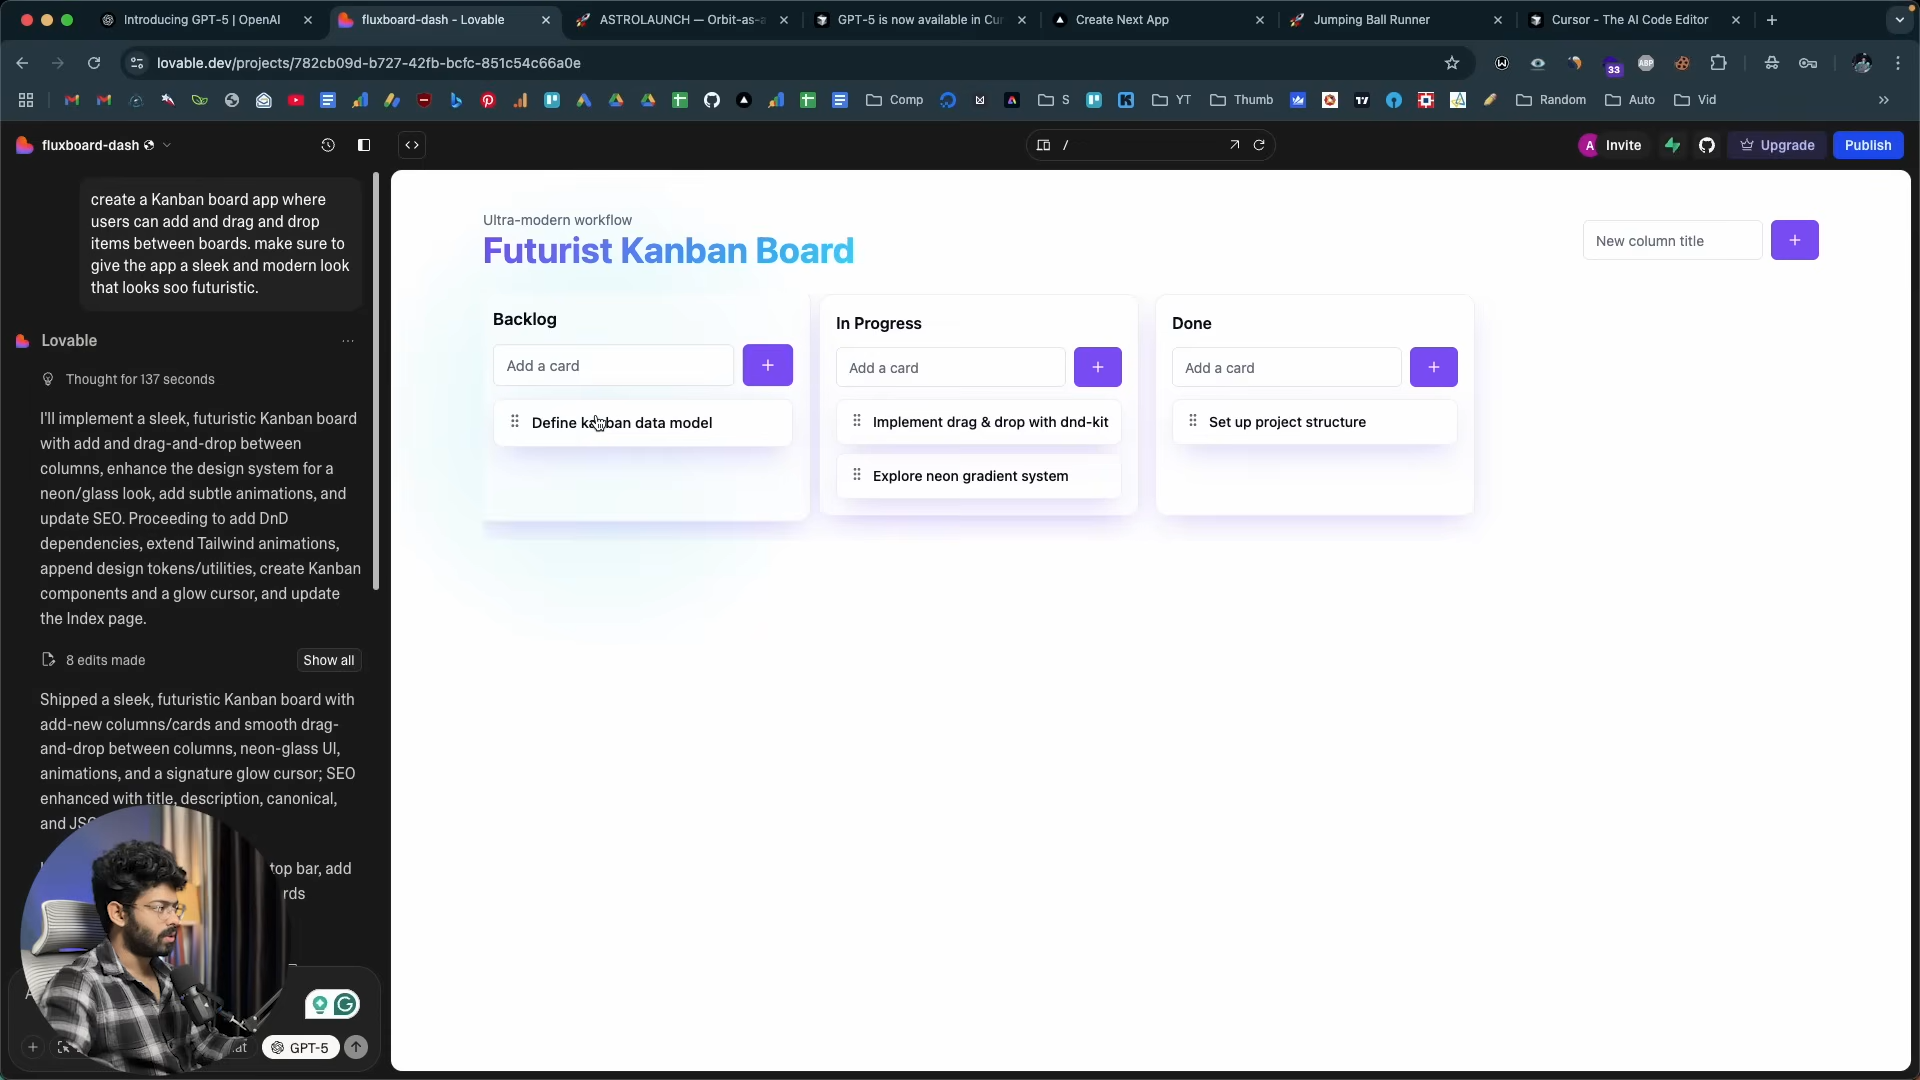 Introducing GPT-5 | OpenAI
fluxboard-dash - Lovable
ASTROLAUNCH — Orbit-as-a
GPT-5 is now available in Cur
Create Next App
Jumping Ball Runner
Cursor - The AI Code Editor
lovable.dev/projects/782cb09d-b727-42fb-bcfc-851c54c66a0e
33
ABP
Comp
S
YT
Thumb
Random
Auto
Vid
fluxboard-dash
/
A
Invite
Upgrade
Publish
create a Kanban board app where
users can add and drag and drop
items between boards. make sure to
give the app a sleek and modern look
that looks soo futuristic.
Lovable
Thought for 137 seconds
I'll implement a sleek, futuristic Kanban board
with add and drag-and-drop between
columns, enhance the design system for a
neon/glass look, add subtle animations, and
update SEO. Proceeding to add DnD
dependencies, extend Tailwind animations,
append design tokens/utilities, create Kanban
components and a glow cursor, and update
the Index page.
8 edits made
Show all
Shipped a sleek, futuristic Kanban board with
add-new columns/cards and smooth drag-
and-drop between columns, neon-glass UI,
animations, and a signature glow cursor; SEO
enhanced with title, description, canonical,
and JSO
top bar, add
rds
at
GPT-5
Ultra-modern workflow
Futurist Kanban Board
New column title
Backlog
Add a card
Define kanban data model
In Progress
Add a card
Implement drag & drop with dnd-kit
Explore neon gradient system
Done
Add a card
Set up project structure